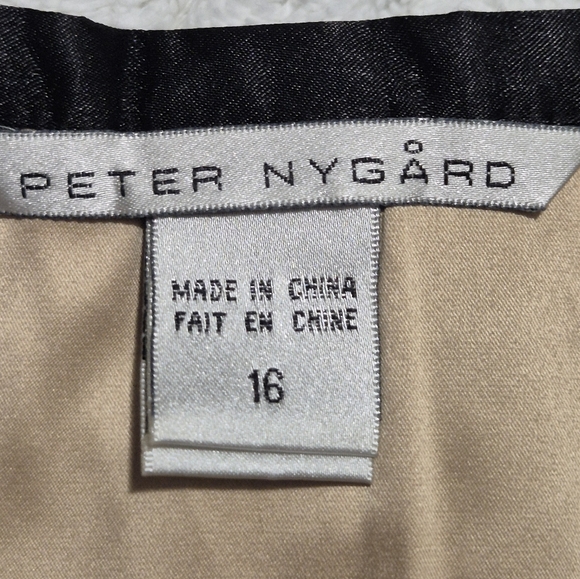 PETER NYGÅRD
MADE IN CHINA
FAIT EN CHINE
16